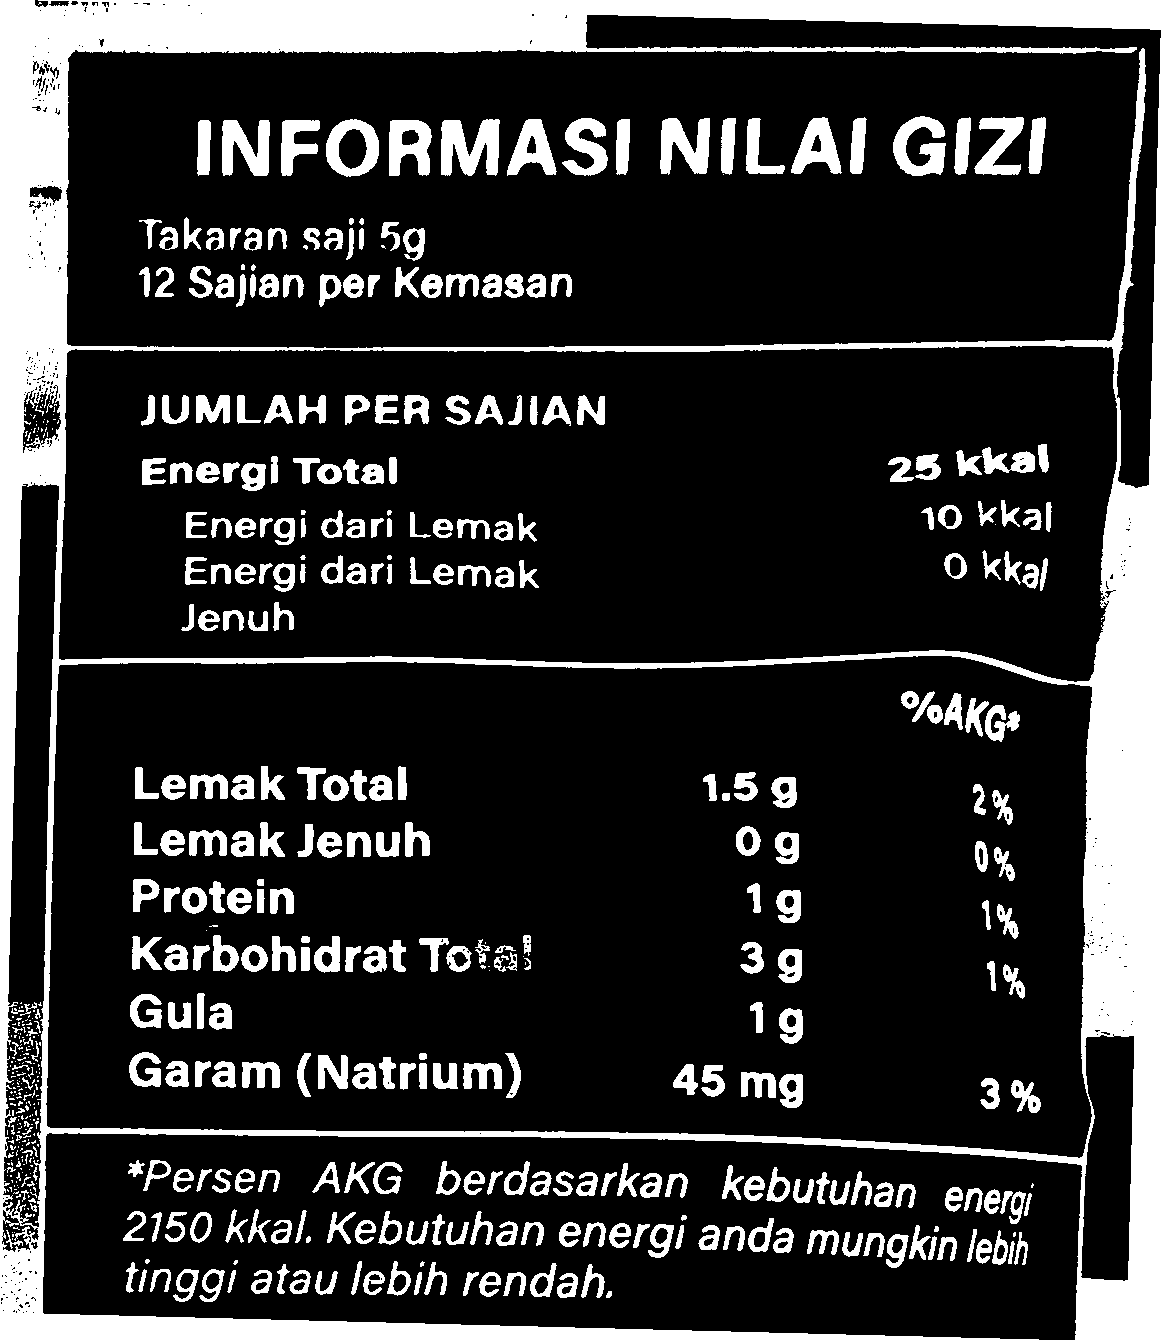 INFORMASI NILAI GIZI
Takaran saji 5g
12 Sajian per Kemasan
JUMLAH PER SAJIAN
Energi Total 25 kkal
Energi dari Lemak 10 kkal
Energi dari Lemak 0 kkal
Jenuh
%AKG*
Lemak Total 1.5 g 2%
Lemak Jenuh 0 g 0%
Protein 1 g 1%
Karbohidrat Total 3 g 1%
Gula 1 g
Garam (Natrium) 45 mg 3%
*Persen AKG berdasarkan kebutuhan energi
2150 kkal. Kebutuhan energi anda mungkin lebih
tinggi atau lebih rendah.